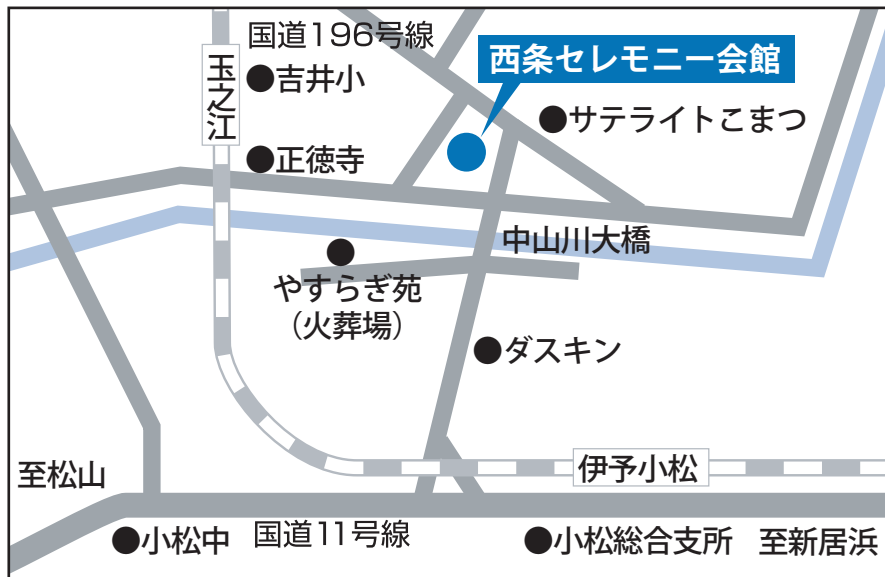 国道196号線
玉之江
吉井小
西条セレモニー会館
サテライトこまつ
正徳寺
中山川大橋
やすらぎ苑
（火葬場）
ダスキン
至松山
伊予小松
小松中
国道11号線
小松総合支所
至新居浜